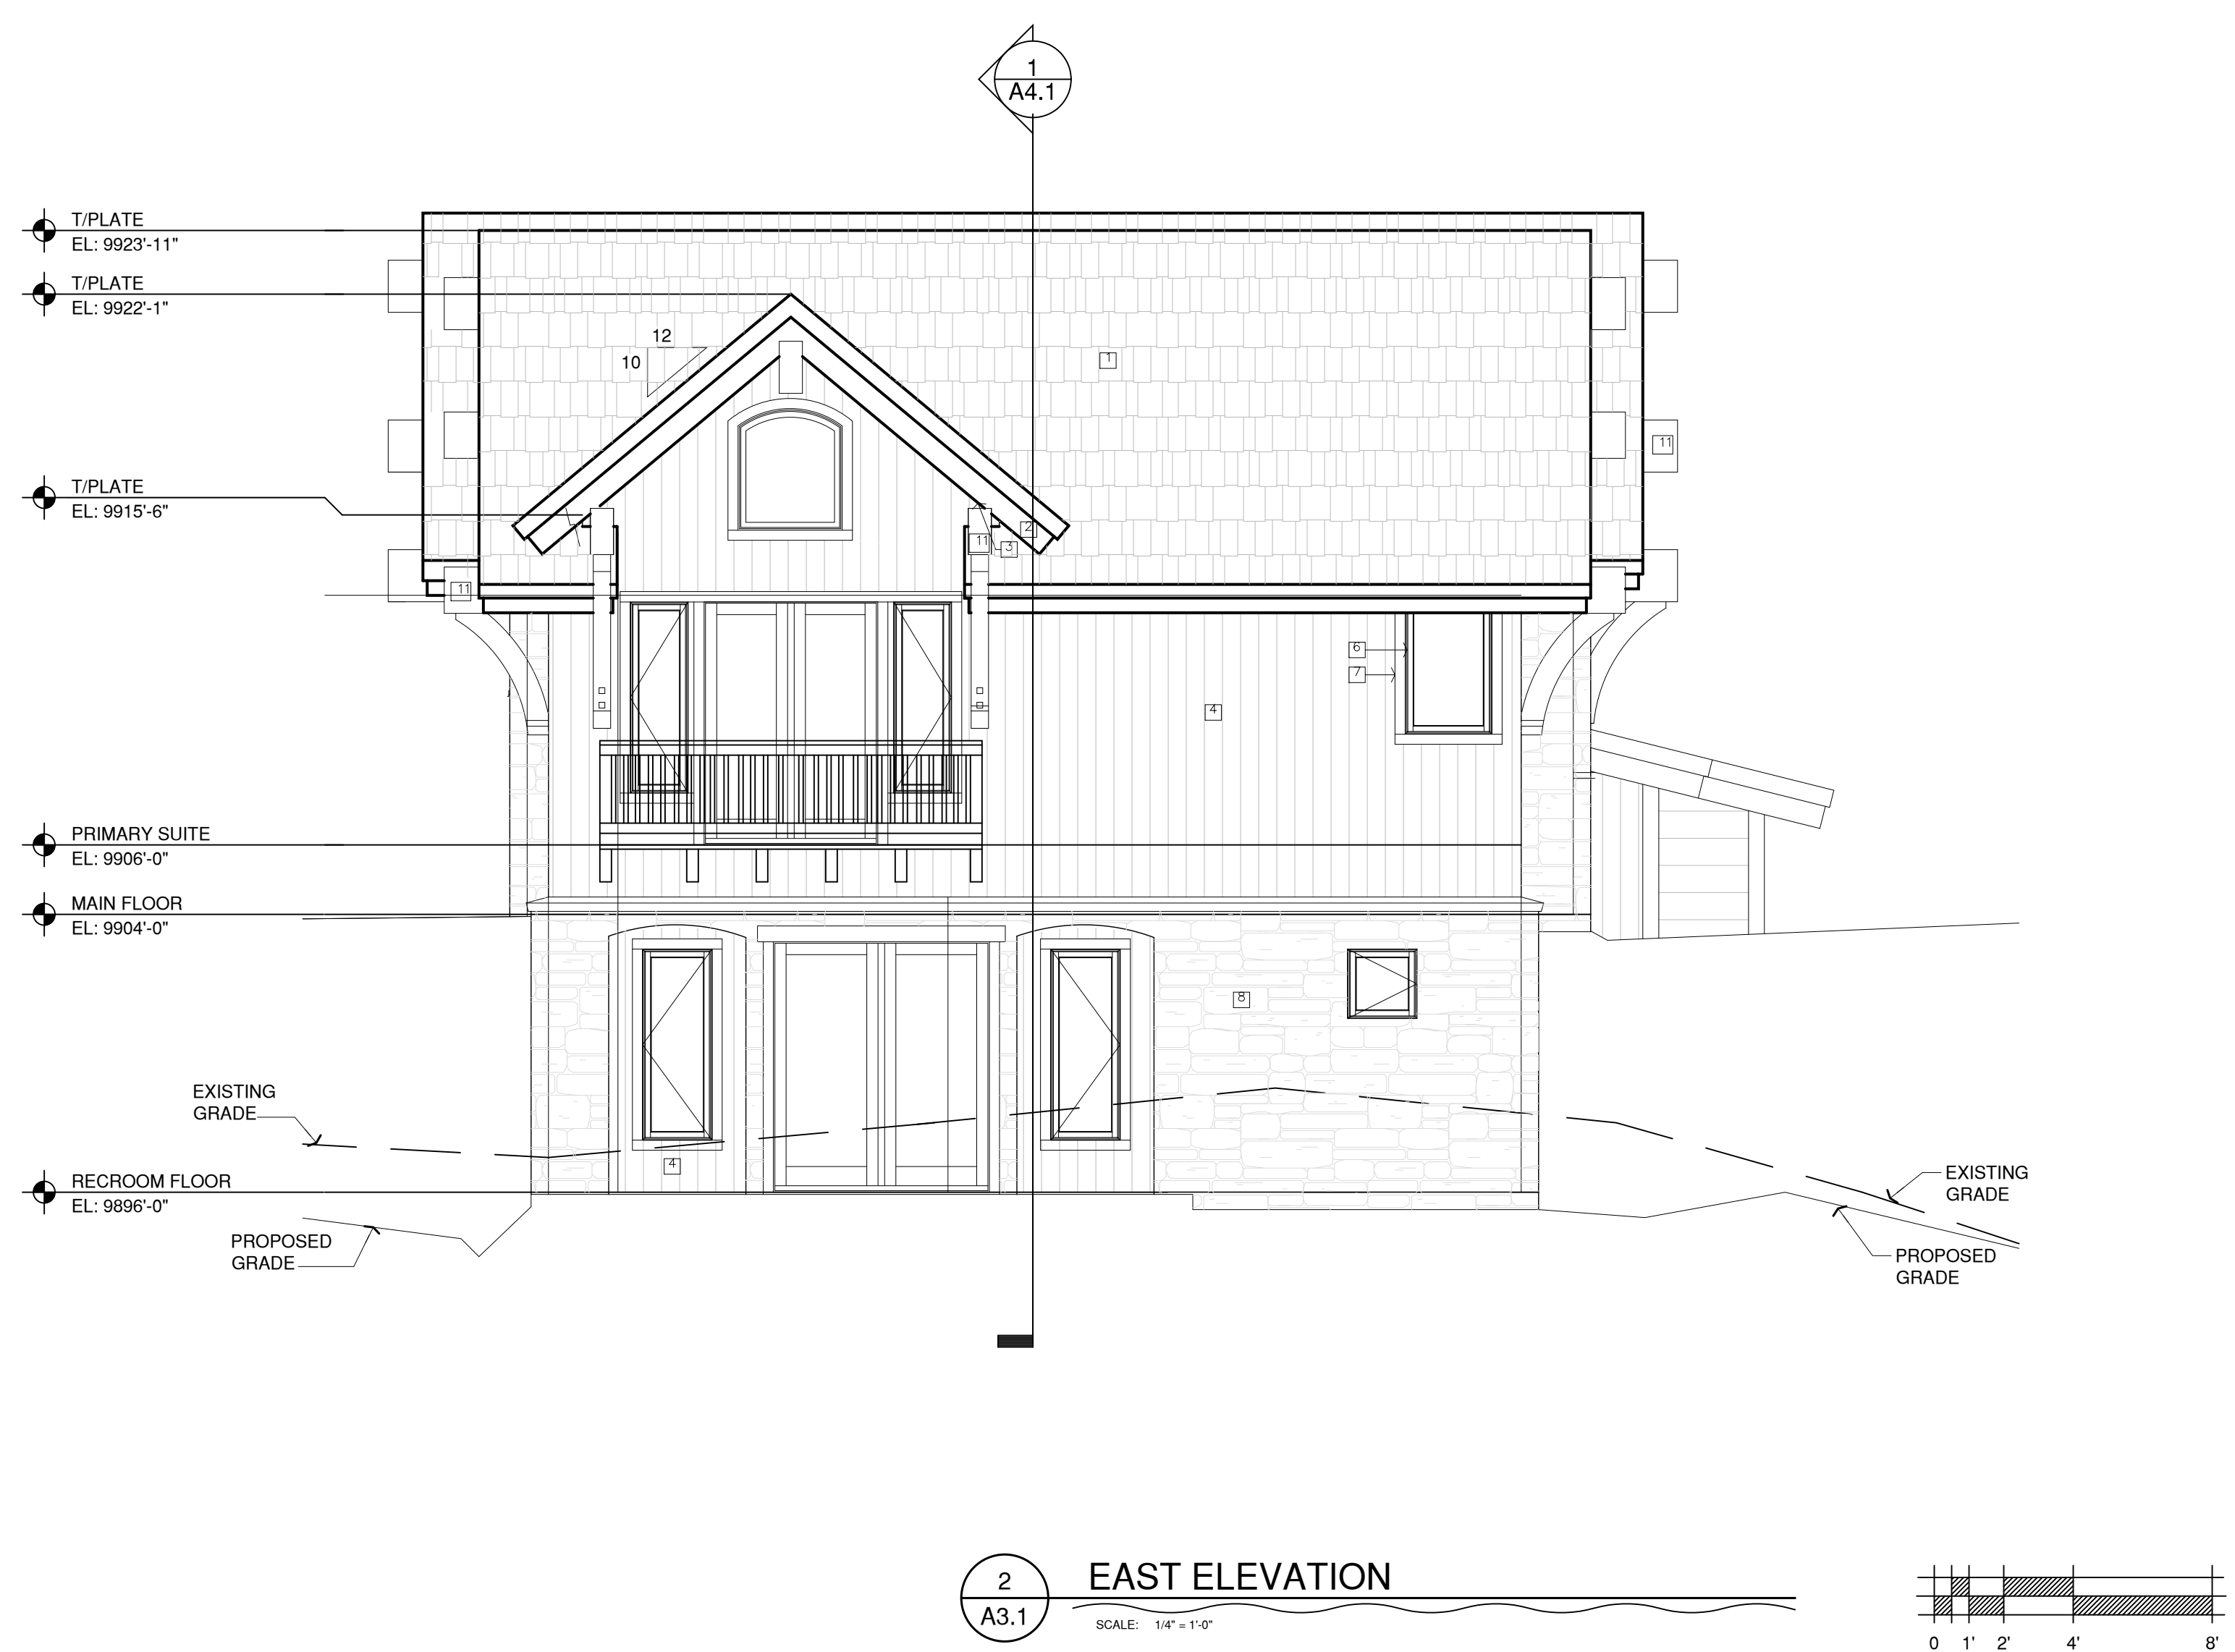 1
A4.1
T/PLATE
EL: 9923'-11"
T/PLATE
EL: 9922'-1"
12
10
1
11
T/PLATE
EL: 9915'-6"
2
11
3
11
6
7
4
PRIMARY SUITE
EL: 9906'-0"
MAIN FLOOR
EL: 9904'-0"
8
EXISTING
GRADE
4
RECROOM FLOOR
EL: 9896'-0"
EXISTING
GRADE
PROPOSED
GRADE
PROPOSED
GRADE
2
A3.1
EAST ELEVATION
SCALE: 1/4" = 1'-0"
0 1' 2' 4' 8'